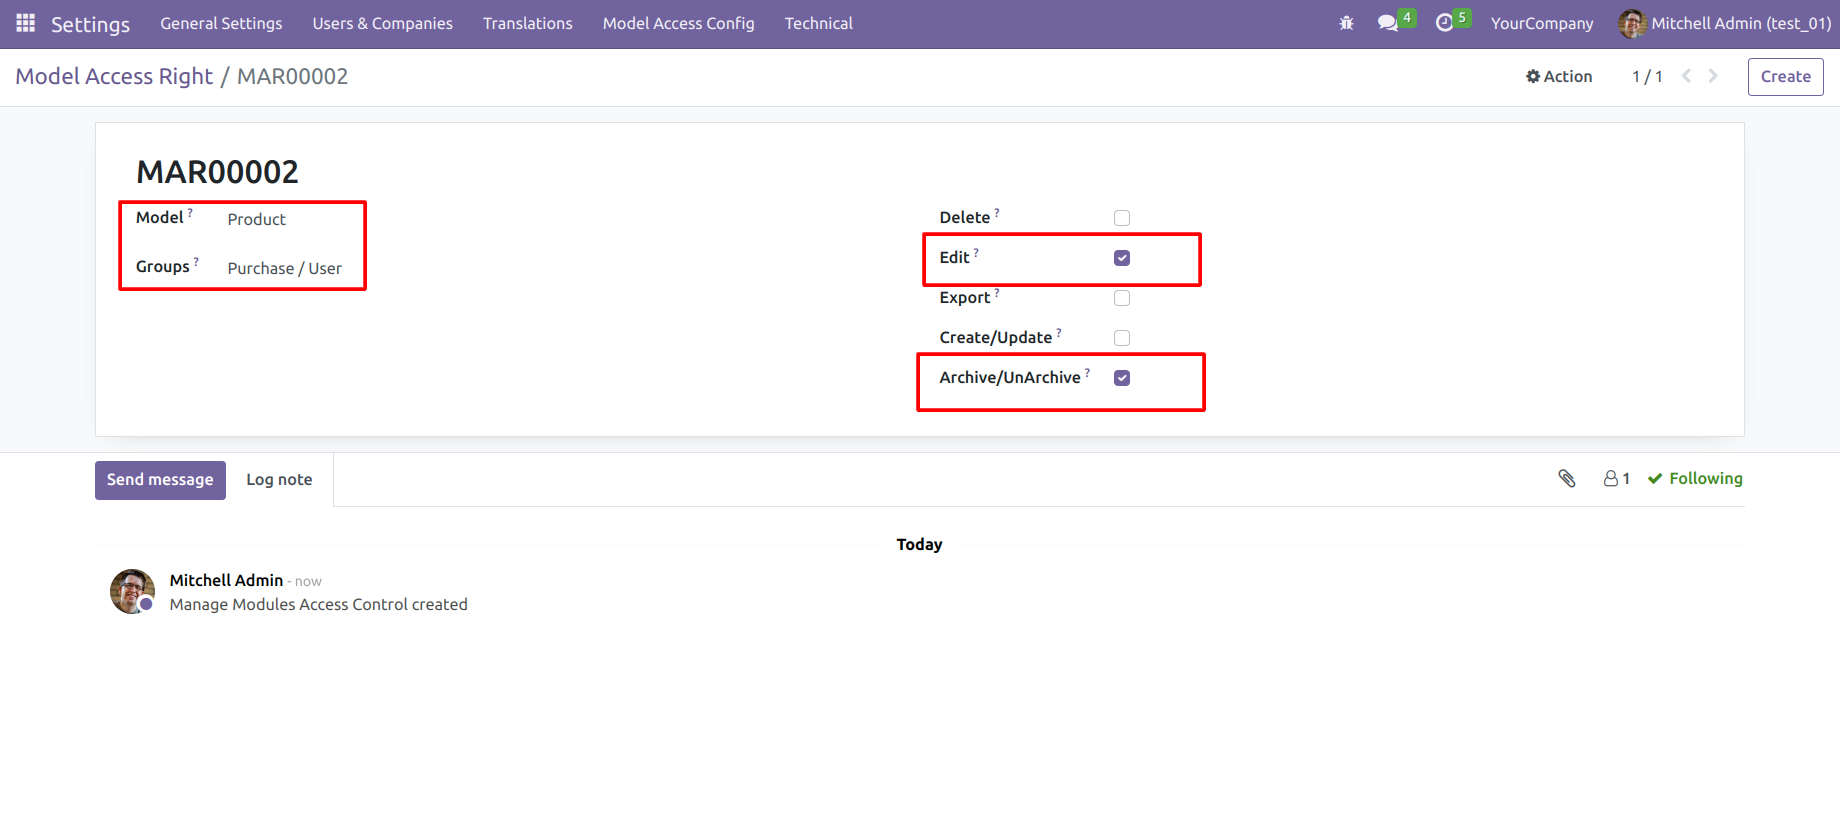 Settings General Settings Users & Companies Translations Model Access Config Technical 4 5 YourCompany Mitchell Admin (test_01)
Model Access Right / MAR00002 Action 1 / 1 Create
MAR00002
Model ? Product Delete ?
Edit ?
Groups ? Purchase / User
Export ?
Create/Update ?
Archive/UnArchive ?
Send message Log note 1 Following
Today
Mitchell Admin - now
Manage Modules Access Control created